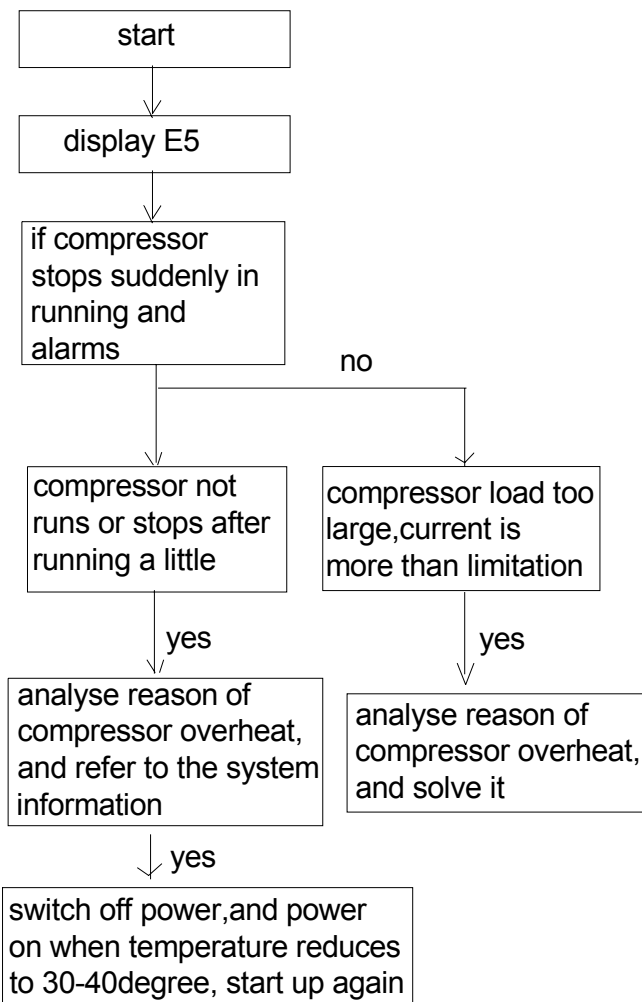 start
display E5
if compressor
stops suddenly in
running and
alarms
no
compressor not
runs or stops after
running a little
compressor load too
large,current is
more than limitation
yes
yes
analyse reason of
compressor overheat,
and refer to the system
information
analyse reason of
compressor overheat,
and solve it
yes
switch off power,and power
on when temperature reduces
to 30-40degree, start up again